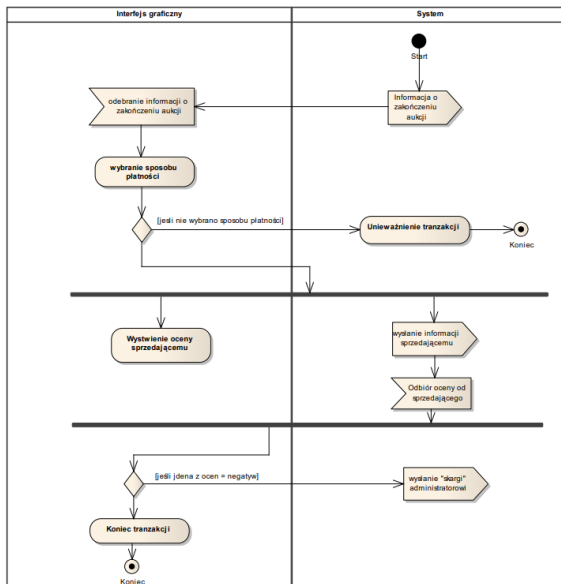 Interfejs graficzny
System
Start
odebranie informacji o
zakończeniu aukcji
Informacja o
zakończeniu
aukcji
wybranie sposobu
płatności
[jesli nie wybrano sposobu płatności]
Unieważnienie tranzakcji
Koniec
Wystwienie oceny
sprzedającemu
wysłanie informacji
sprzedającemu
Odbiór oceny od
sprzedającego
[jeśli jdena z ocen = negatyw]
wysłanie "skargi"
administratorowi
Koniec tranzakcji
Koniec